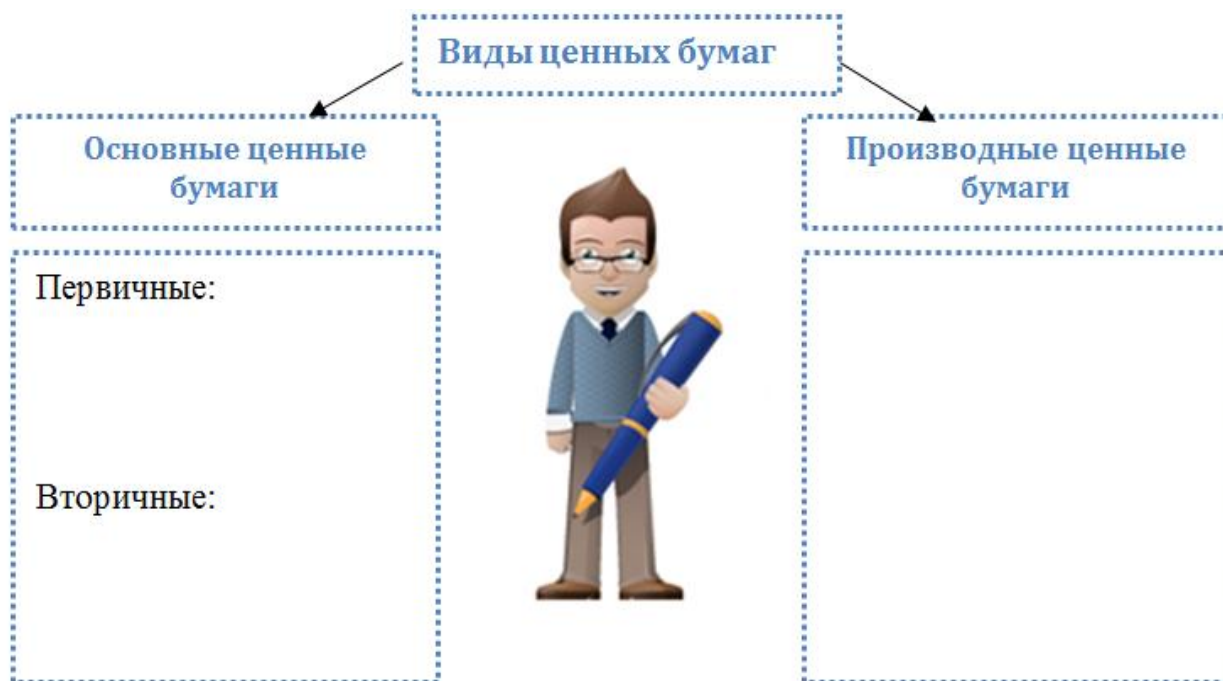 Виды ценных бумаг
Основные ценные
бумаги
Производные ценные
бумаги
Первичные:
Вторичные: